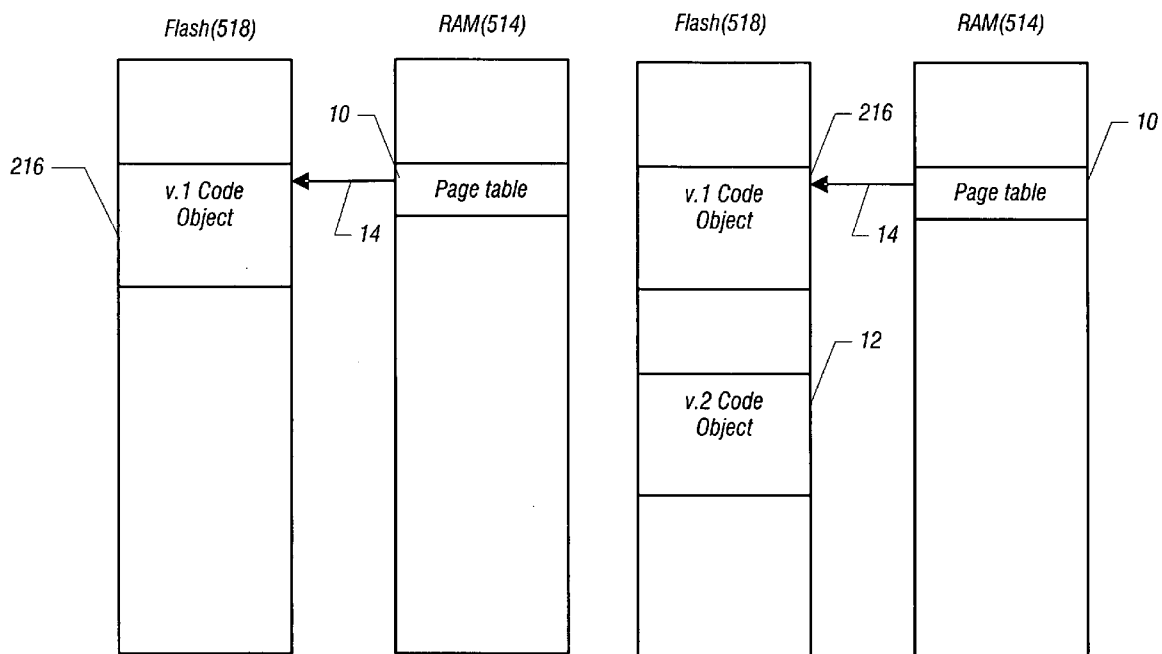 Flash(518)
RAM(514)
Flash(518)
RAM(514)
10
216
10
216
v.1 Code
Object
Page table
v.1 Code
Object
Page table
14
14
12
v.2 Code
Object